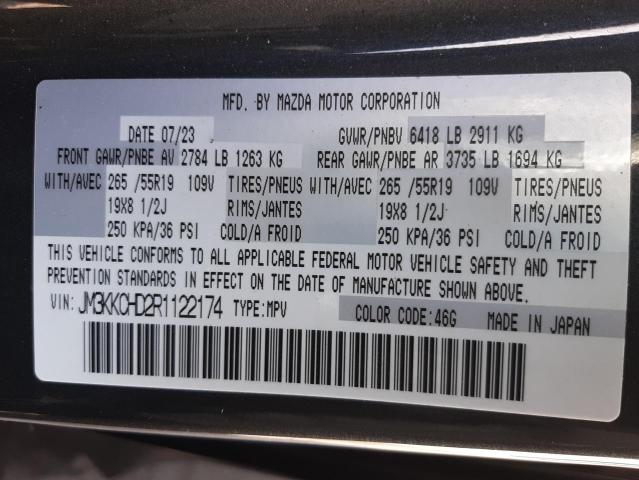 MFD. BY MAZDA MOTOR CORPORATION
DATE 07/23 GVWR/PNBV 6418 LB 2911 KG
FRONT GAWR/PNBE AV 2784 LB 1263 KG REAR GAWR/PNBE AR 3735 LB 1694 KG
WITH/AVEC 265 /55R19 109V TIRES/PNEUS WITH/AVEC 265 /55R19 109V TIRES/PNEUS
19X8 1/2J RIMS/JANTES 19X8 1/2J RIMS/JANTES
250 KPA/36 PSI COLD/A FROID 250 KPA/36 PSI COLD/A FROID
THIS VEHICLE CONFORMS TO ALL APPLICABLE FEDERAL MOTOR VEHICLE SAFETY AND THEFT
PREVENTION STANDARDS IN EFFECT ON THE DATE OF MANUFACTURE SHOWN ABOVE.
VIN: JM3KKCHD2R1122174 TYPE:MPV COLOR CODE:46G MADE IN JAPAN